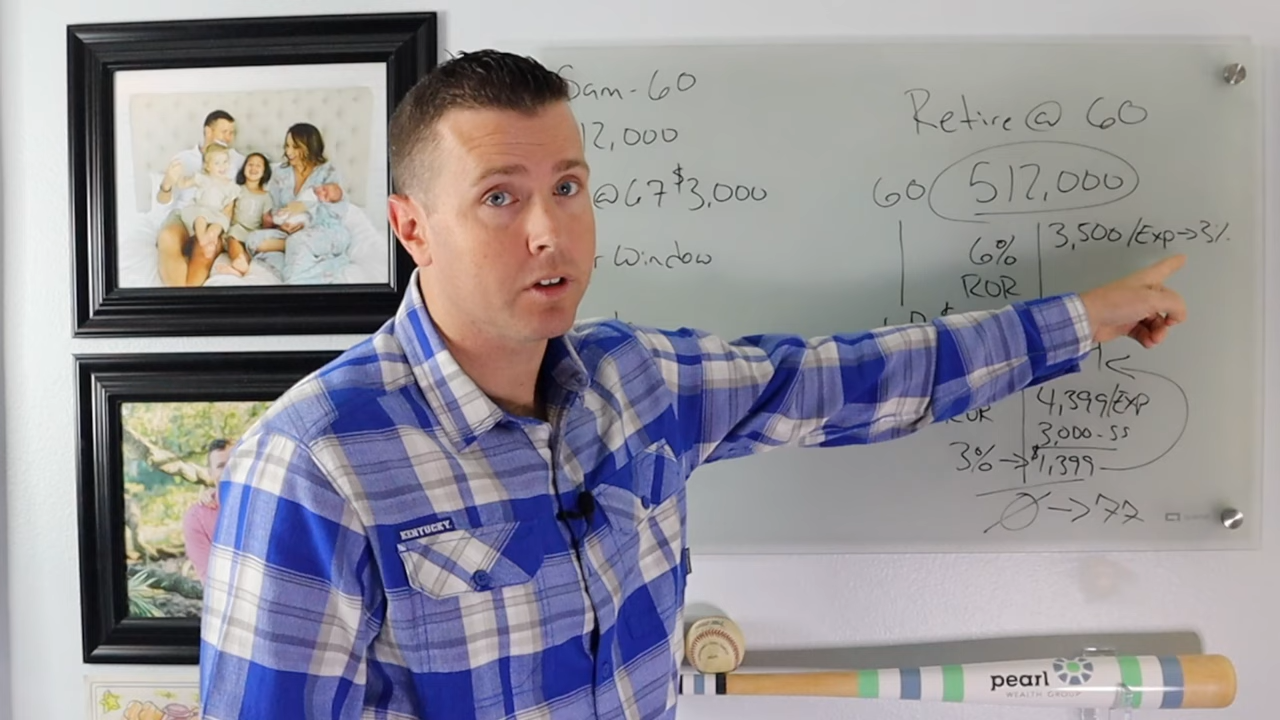 Sam-60
12,000
@67 $3,000
Window
Retire @ 60
60 512,000
6% 3,500/Exp→3%
ROR
4,399/EXP
3,000-SS
3%→$1,399
Ø→77
KENTUCKY
pearl
WEALTH GROUP